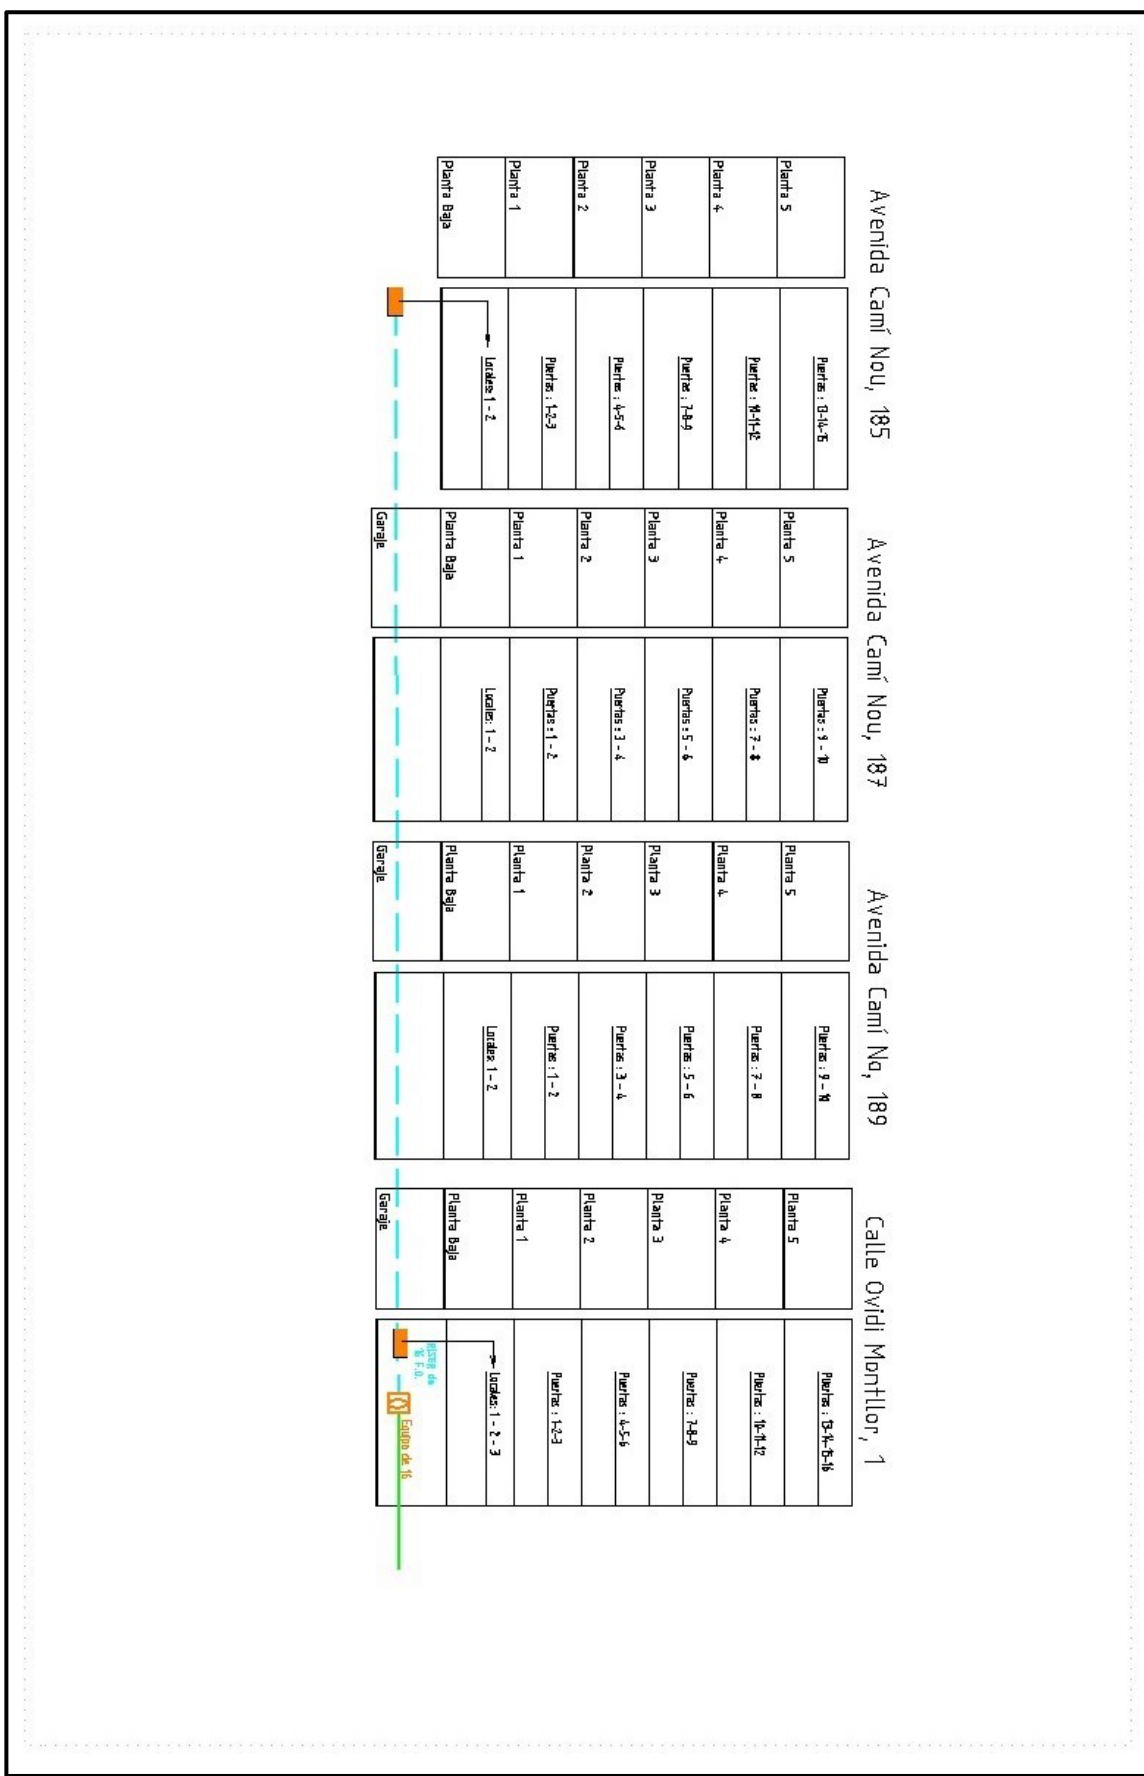 Avenida Camí Nou, 185
Planta 5
Puertas : 13-14-15
Planta 4
Puertas : 10-11-12
Planta 3
Puertas : 7-8-9
Planta 2
Puertas : 4-5-6
Planta 1
Puertas : 1-2-3
Planta Baja
Locales: 1 - 2
Avenida Camí Nou, 187
Planta 5
Puertas : 9 - 10
Planta 4
Puertas : 7 - 8
Planta 3
Puertas : 5 - 6
Planta 2
Puertas : 3 - 4
Planta 1
Puertas : 1 - 2
Planta Baja
Locales: 1 - 2
Garaje
Avenida Camí No, 189
Planta 5
Puertas : 9 - 10
Planta 4
Puertas : 7 - 8
Planta 3
Puertas : 5 - 6
Planta 2
Puertas : 3 - 4
Planta 1
Puertas : 1 - 2
Planta Baja
Locales: 1 - 2
Garaje
Calle Ovidi Montllor, 1
Planta 5
Puertas : 13-14-15-16
Planta 4
Puertas : 10-11-12
Planta 3
Puertas : 7-8-9
Planta 2
Puertas : 4-5-6
Planta 1
Puertas : 1-2-3
Planta Baja
Locales: 1 - 2 - 3
Garaje
RISER de
16 F.O.
Equipo de 16